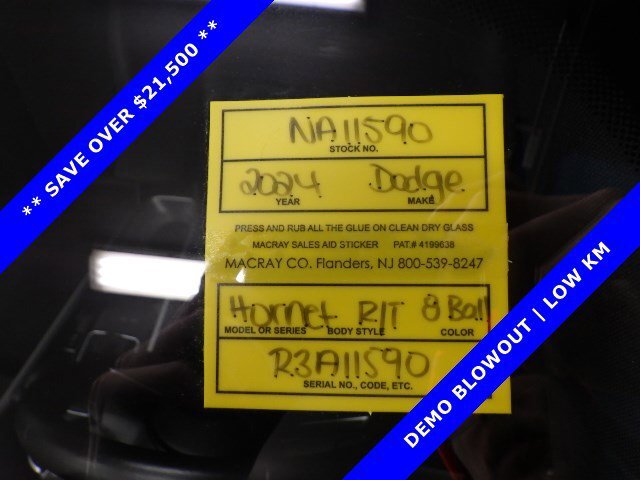 ** SAVE OVER $21,500 **
NA11590
STOCK NO.
2024 Dodge
YEAR MAKE
PRESS AND RUB ALL THE GLUE ON CLEAN DRY GLASS
MACRAY SALES AID STICKER PAT.# 4199638
MACRAY CO. Flanders, NJ 800-539-8247
Hornet R/T 8 Ball
MODEL OR SERIES BODY STYLE COLOR
R3A11590
SERIAL NO., CODE, ETC.
DEMO BLOWOUT | LOW KM